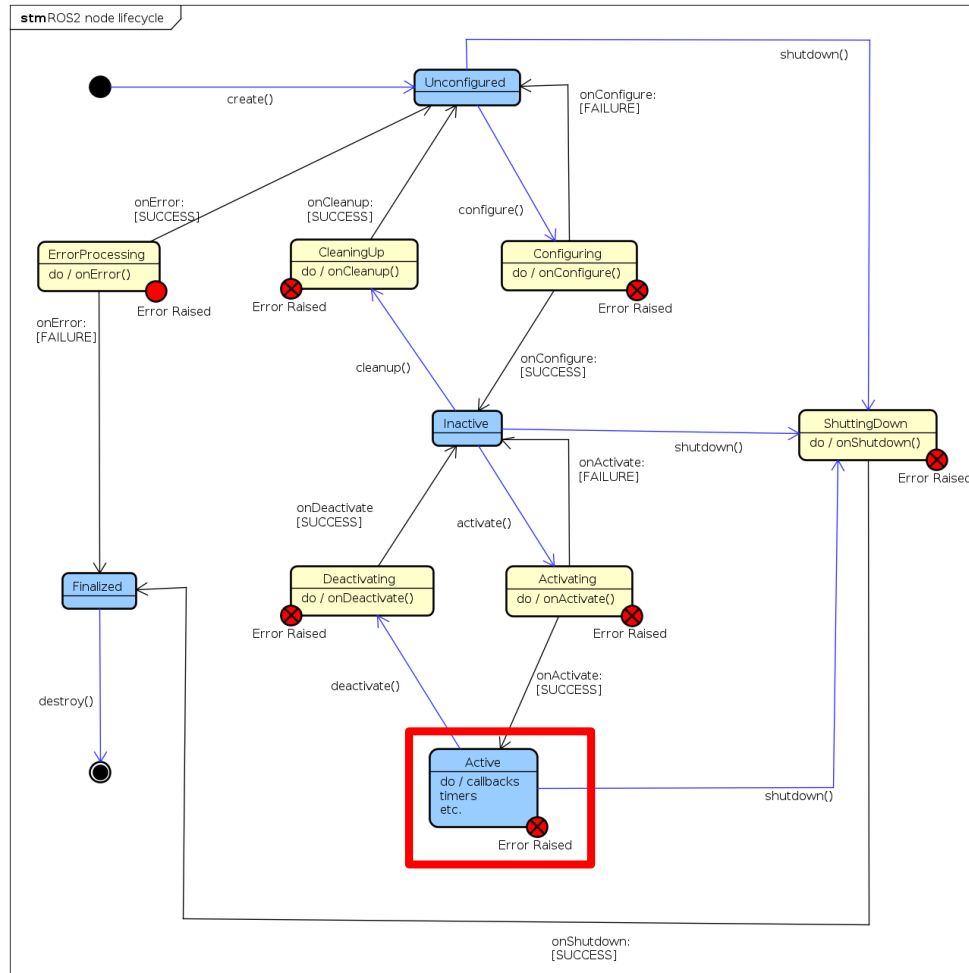 stm ROS2 node lifecycle
shutdown()
Unconfigured
onConfigure:
[FAILURE]
create()
onError:
[SUCCESS]
onCleanup:
[SUCCESS]
configure()
ErrorProcessing
do / onError()
Error Raised
CleaningUp
do / onCleanup()
Error Raised
Configuring
do / onConfigure()
Error Raised
onError:
[FAILURE]
cleanup()
onConfigure:
[SUCCESS]
Inactive
shutdown()
ShuttingDown
do / onShutdown()
Error Raised
onActivate:
[FAILURE]
onDeactivate
[SUCCESS]
activate()
Finalized
Deactivating
do / onDeactivate()
Error Raised
Activating
do / onActivate()
Error Raised
destroy()
deactivate()
onActivate:
[SUCCESS]
Active
do / callbacks
timers
etc.
Error Raised
shutdown()
onShutdown:
[SUCCESS]